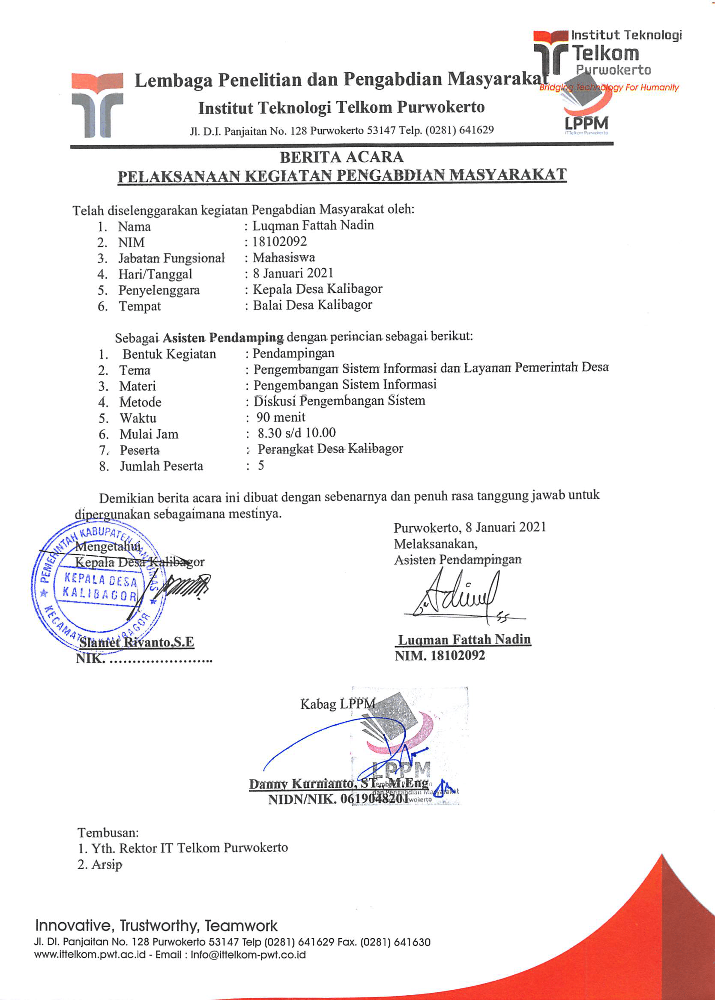 Institut Teknologi
Telkom
Purwokerto
Bridging Technology For Humanity
Lembaga Penelitian dan Pengabdian Masyarakat
Institut Teknologi Telkom Purwokerto
Jl. D.I. Panjaitan No. 128 Purwokerto 53147 Telp. (0281) 641629
LPPM
ITTelkom Purwokerto
BERITA ACARA
PELAKSANAAN KEGIATAN PENGABDIAN MASYARAKAT
Telah diselenggarakan kegiatan Pengabdian Masyarakat oleh:
1. Nama : Luqman Fattah Nadin
2. NIM : 18102092
3. Jabatan Fungsional : Mahasiswa
4. Hari/Tanggal : 8 Januari 2021
5. Penyelenggara : Kepala Desa Kalibagor
6. Tempat : Balai Desa Kalibagor
Sebagai Asisten Pendamping dengan perincian sebagai berikut:
1. Bentuk Kegiatan : Pendampingan
2. Tema : Pengembangan Sistem Informasi dan Layanan Pemerintah Desa
3. Materi : Pengembangan Sistem Informasi
4. Metode : Diskusi Pengembangan Sistem
5. Waktu : 90 menit
6. Mulai Jam : 8.30 s/d 10.00
7. Peserta : Perangkat Desa Kalibagor
8. Jumlah Peserta : 5
Demikian berita acara ini dibuat dengan sebenarnya dan penuh rasa tanggung jawab untuk
dipergunakan sebagaimana mestinya.
Purwokerto, 8 Januari 2021
Melaksanakan,
Asisten Pendampingan
Mengetahui
Kepala Desa Kalibagor
PEMERINTAH KABUPATEN BANYUMAS
KEPALA DESA
KALIBAGOR
KECAMATAN KALIBAGOR
Slamet Riyanto,S.E
NIK. ........................
Luqman Fattah Nadin
NIM. 18102092
Kabag LPPM
LPPM
Danny Kurnianto, ST., M.Eng
NIDN/NIK. 0619048201
Tembusan:
1. Yth. Rektor IT Telkom Purwokerto
2. Arsip
Innovative, Trustworthy, Teamwork
Jl. DI. Panjaitan No. 128 Purwokerto 53147 Telp (0281) 641629 Fax. (0281) 641630
www.ittelkom.pwt.ac.id - Email : Info@ittelkom-pwt.co.id